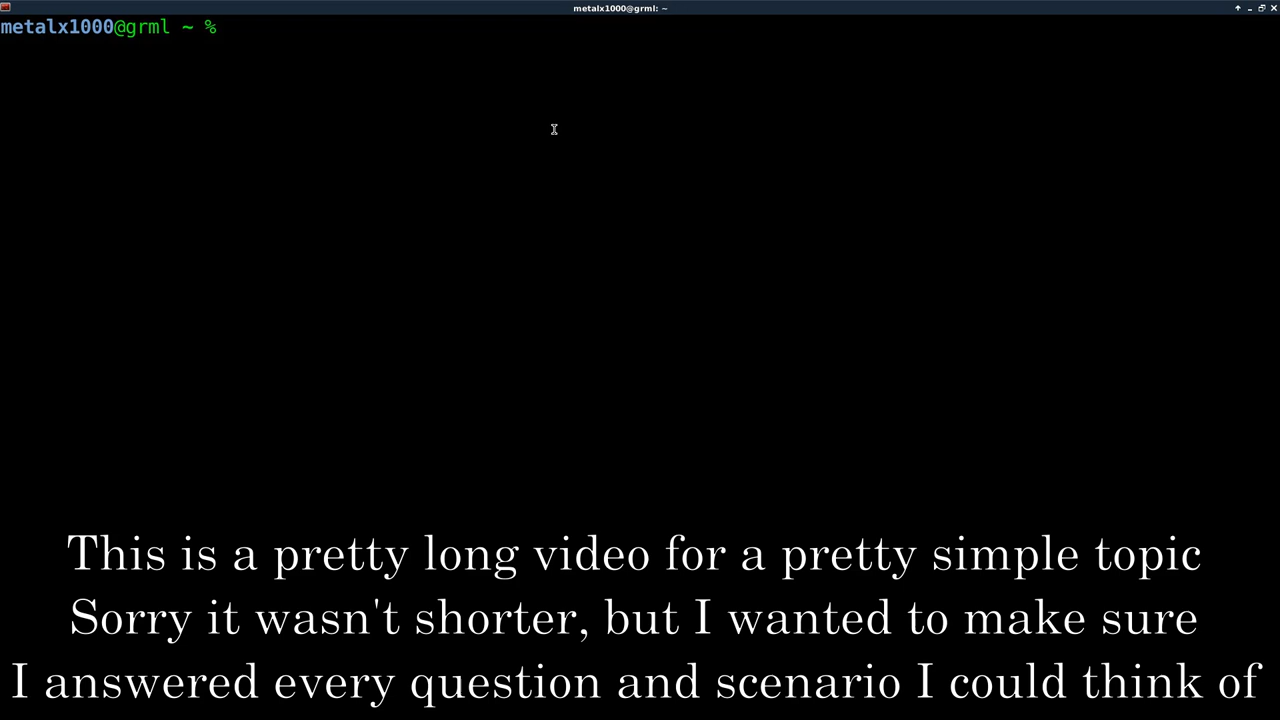 metalx1000@grml: ~
metalx1000@grml ~ %
This is a pretty long video for a pretty simple topic
Sorry it wasn't shorter, but I wanted to make sure
I answered every question and scenario I could think of